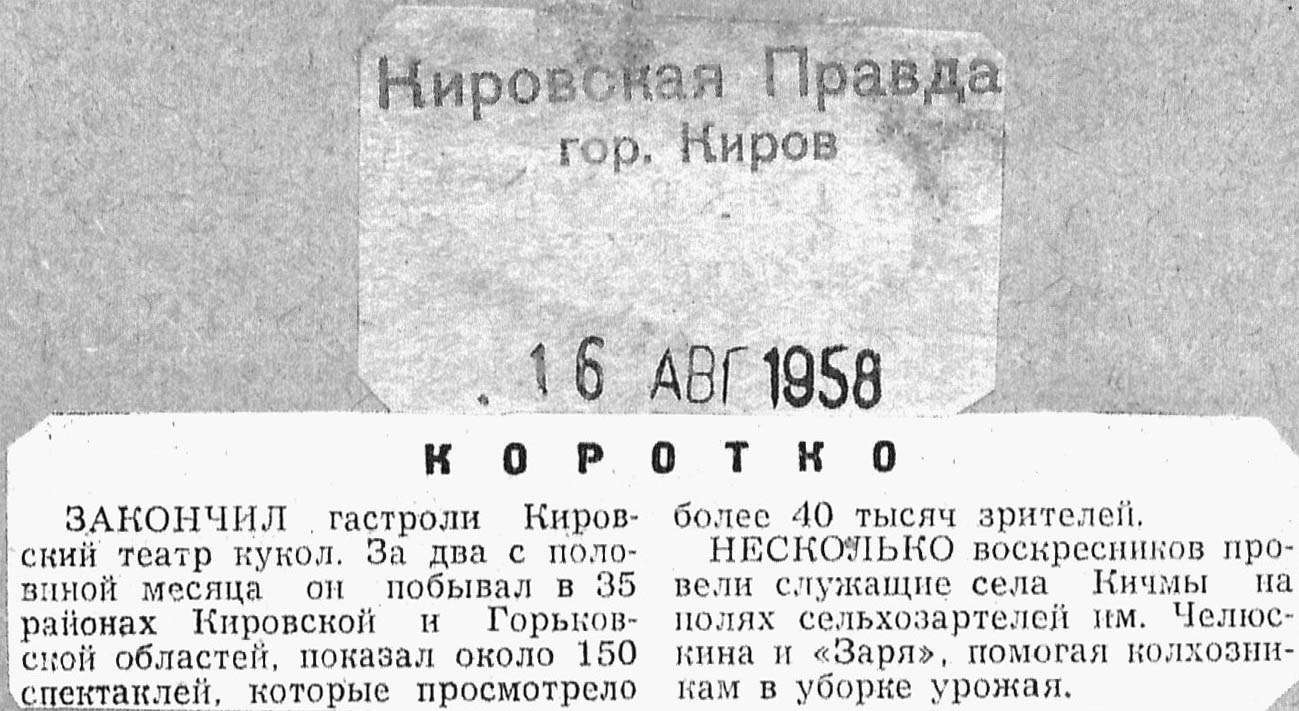 Кировская Правда
гор. Киров
. 16 АВГ 1958
КОРОТКО
ЗАКОНЧИЛ гастроли Киров-
ский театр кукол. За два с поло-
виной месяца он побывал в 35
районах Кировской и Горьков-
ской областей, показал около 150
спектаклей, которые просмотрело
более 40 тысяч зрителей.
НЕСКОЛЬКО воскресников про-
вели служащие села Кичмы на
полях сельхозартелей им. Челюс-
кина и «Заря», помогая колхозни-
кам в уборке урожая.